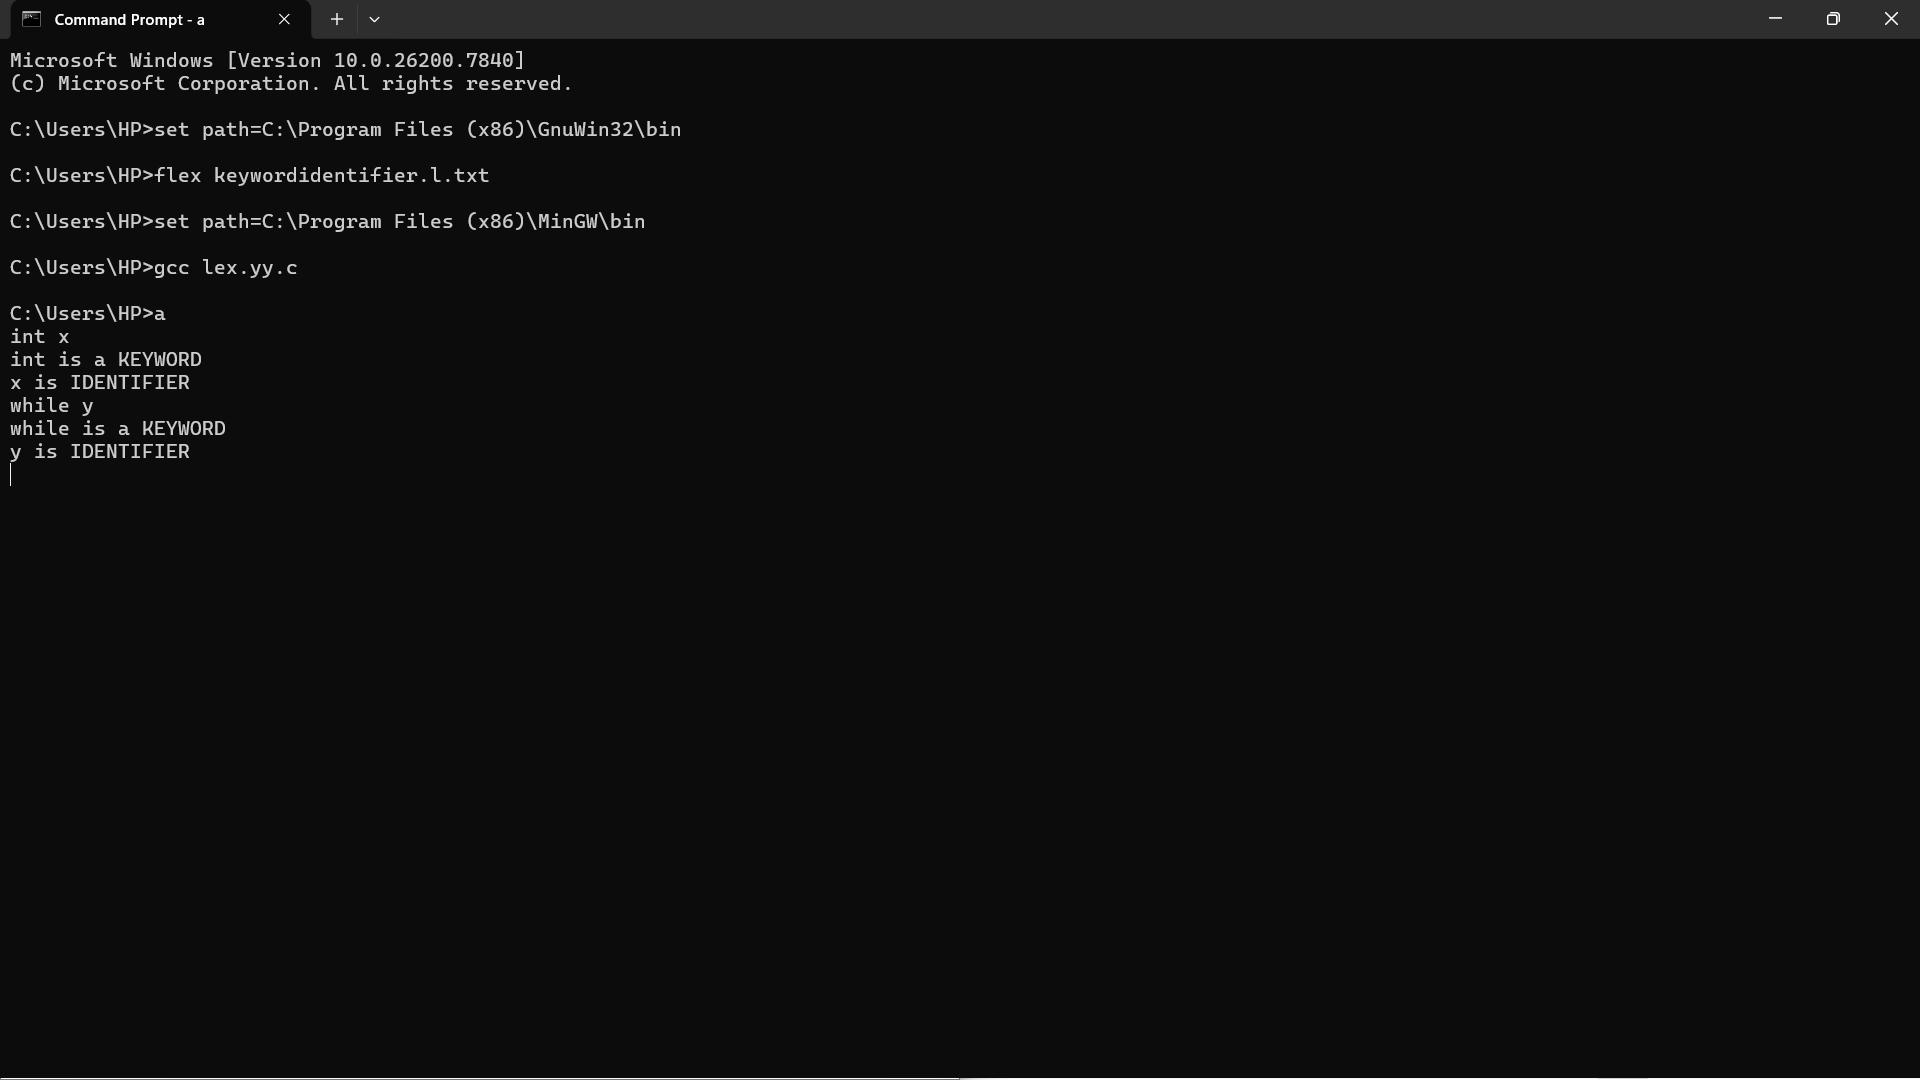 Command Prompt - a
Microsoft Windows [Version 10.0.26200.7840]
(c) Microsoft Corporation. All rights reserved.
C:\Users\HP>set path=C:\Program Files (x86)\GnuWin32\bin
C:\Users\HP>flex keywordidentifier.l.txt
C:\Users\HP>set path=C:\Program Files (x86)\MinGW\bin
C:\Users\HP>gcc lex.yy.c
C:\Users\HP>a
int x
int is a KEYWORD
x is IDENTIFIER
while y
while is a KEYWORD
y is IDENTIFIER